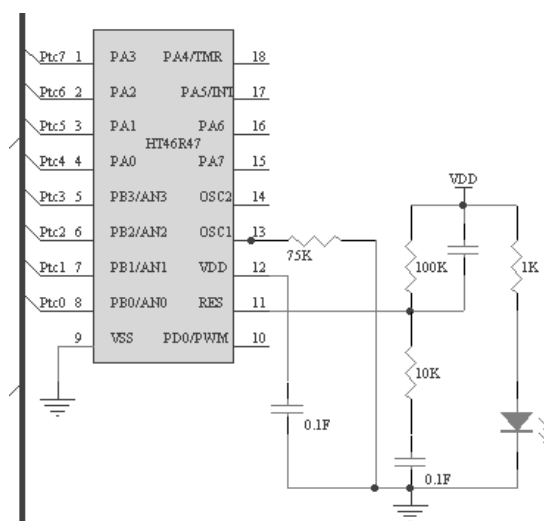 Ptc7 1 PA3 PA4/TMR 18
Ptc6 2 PA2 PA5/INT 17
Ptc5 3 PA1 PA6 16
HT46R47
Ptc4 4 PA0 PA7 15
Ptc3 5 PB3/AN3 OSC2 14
Ptc2 6 PB2/AN2 OSC1 13
Ptc1 7 PB1/AN1 VDD 12
Ptc0 8 PB0/AN0 RES 11
9 VSS PD0/PWM 10
VDD
75K
100K
1K
10K
0.1F
0.1F